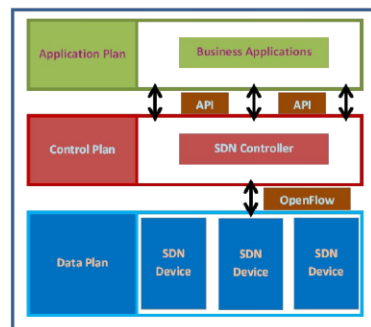 Application Plan
Business Applications
API
API
Control Plan
SDN Controller
OpenFlow
Data Plan
SDN
Device
SDN
Device
SDN
Device